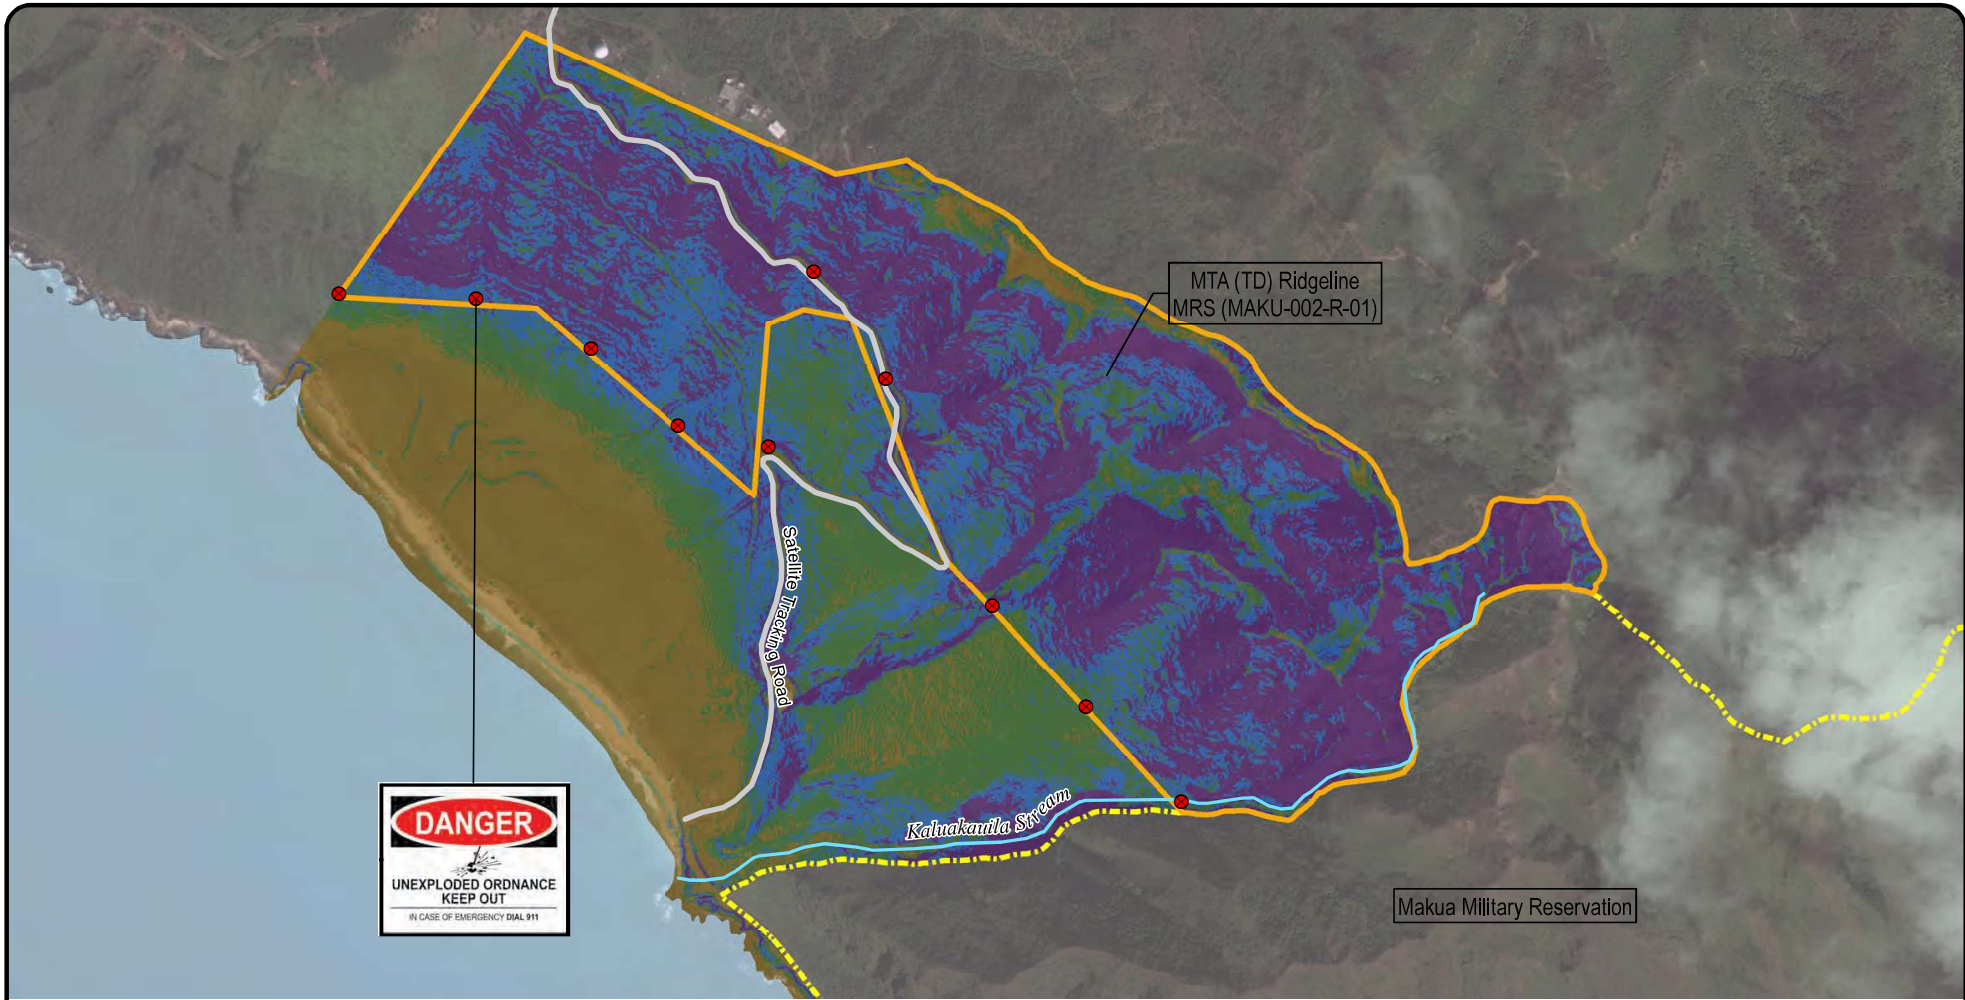 MTA (TD) Ridgeline
MRS (MAKU-002-R-01)
Satellite Tracking Road
Kaluakauila Stream
DANGER
UNEXPLODED ORDNANCE
KEEP OUT
IN CASE OF EMERGENCY DIAL 911
Makua Military Reservation